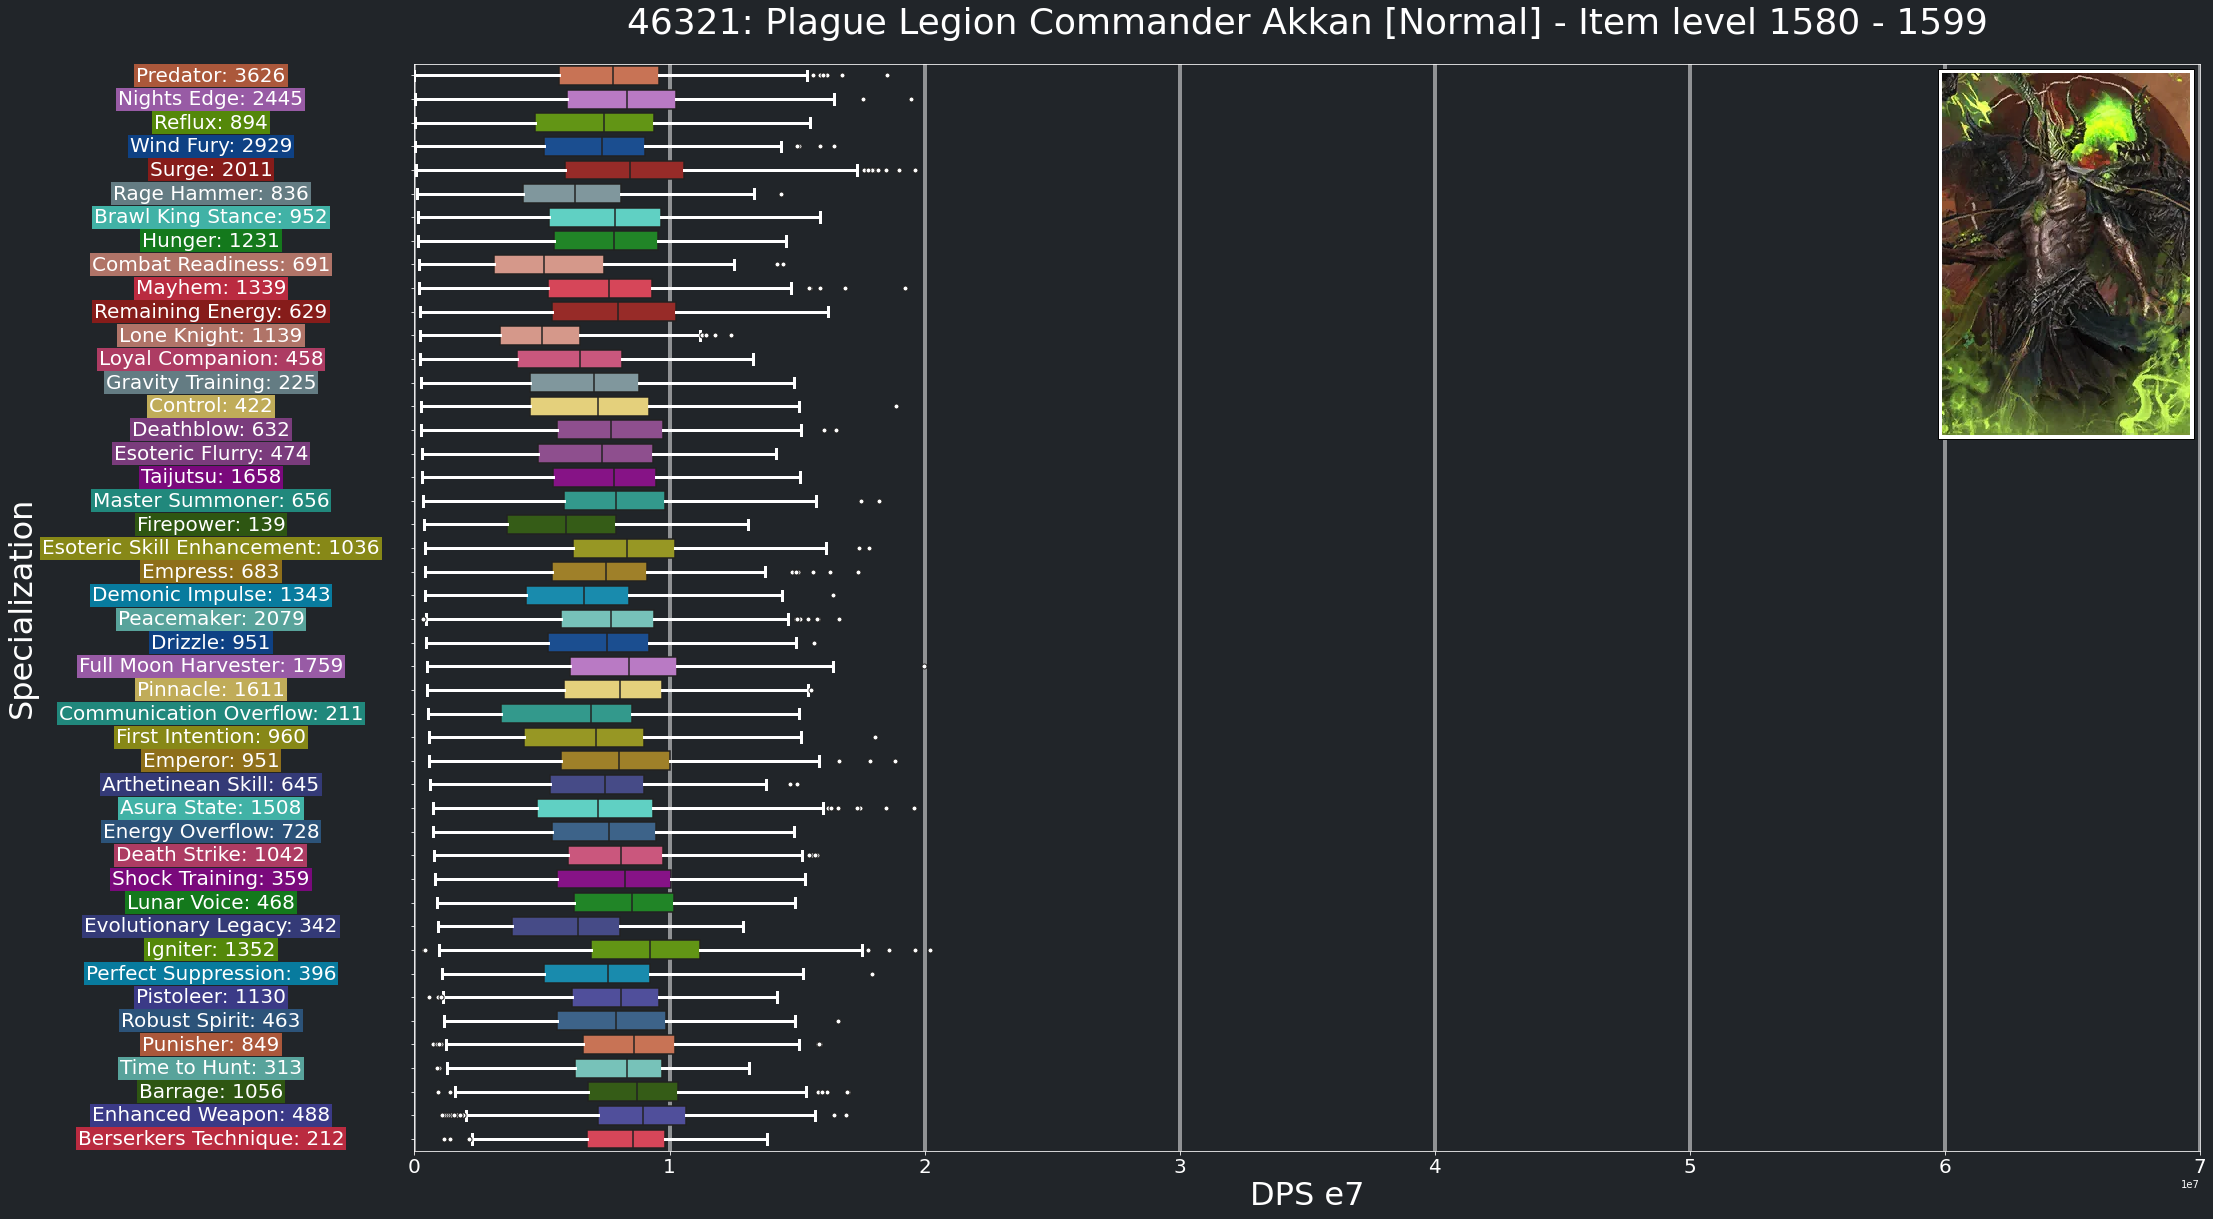 46321: Plague Legion Commander Akkan [Normal] - Item level 1580 - 1599
Predator: 3626
Nights Edge: 2445
Reflux: 894
Wind Fury: 2929
Surge: 2011
Rage Hammer: 836
Brawl King Stance: 952
Hunger: 1231
Combat Readiness: 691
Mayhem: 1339
Remaining Energy: 629
Lone Knight: 1139
Loyal Companion: 458
Gravity Training: 225
Control: 422
Deathblow: 632
Esoteric Flurry: 474
Taijutsu: 1658
Master Summoner: 656
Firepower: 139
Esoteric Skill Enhancement: 1036
Empress: 683
Demonic Impulse: 1343
Peacemaker: 2079
Drizzle: 951
Full Moon Harvester: 1759
Pinnacle: 1611
Communication Overflow: 211
First Intention: 960
Emperor: 951
Arthetinean Skill: 645
Asura State: 1508
Energy Overflow: 728
Death Strike: 1042
Shock Training: 359
Lunar Voice: 468
Evolutionary Legacy: 342
Igniter: 1352
Perfect Suppression: 396
Pistoleer: 1130
Robust Spirit: 463
Punisher: 849
Time to Hunt: 313
Barrage: 1056
Enhanced Weapon: 488
Berserkers Technique: 212
Specialization
0 1 2 3 4 5 6 7
DPS e7
1e7